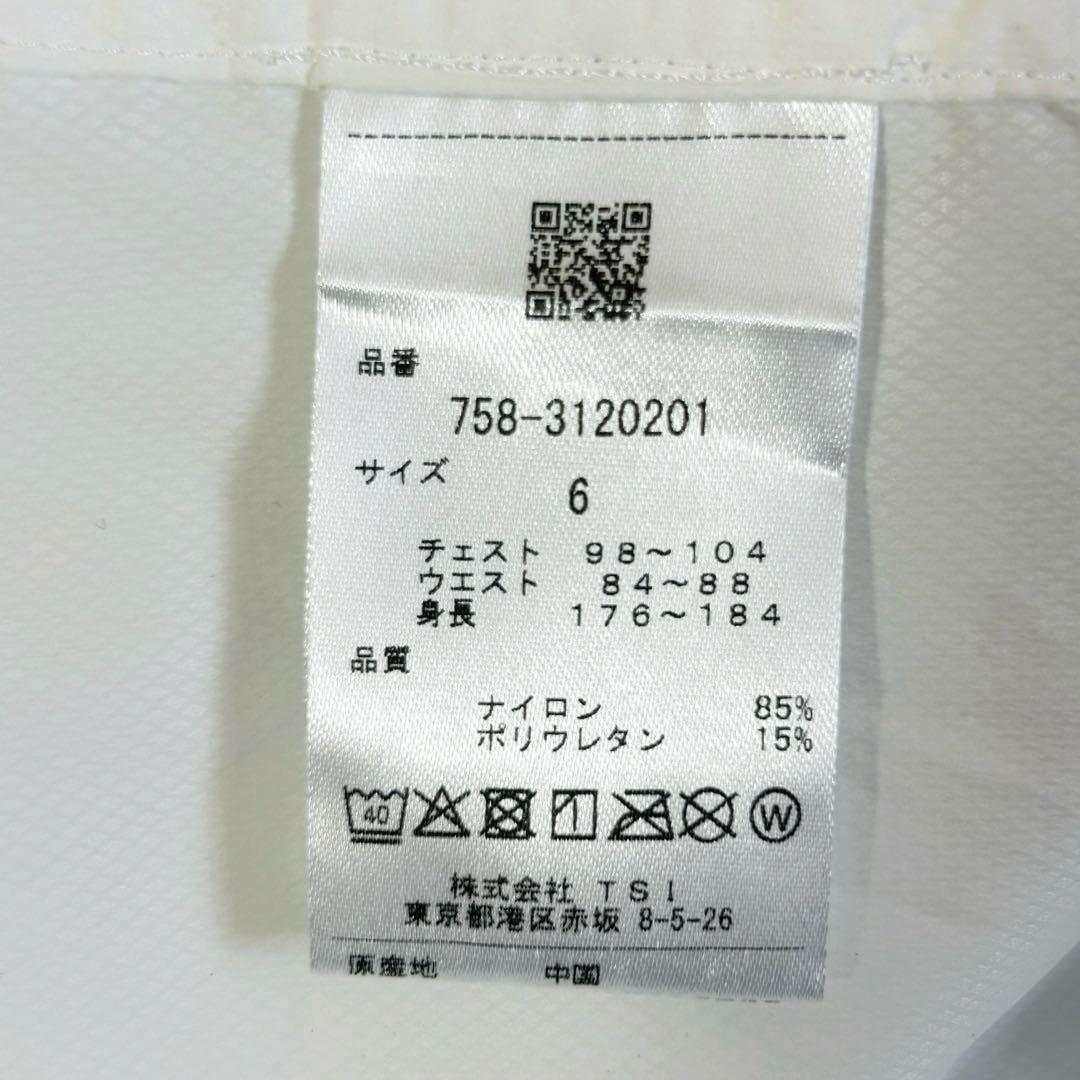 品番
758-3120201
サイズ
6
チェスト 98～104
ウエスト 84～88
身長 176～184
品質
ナイロン 85%
ポリウレタン 15%
40 W
株式会社 TSI
東京都港区赤坂 8-5-26
原産地 中国